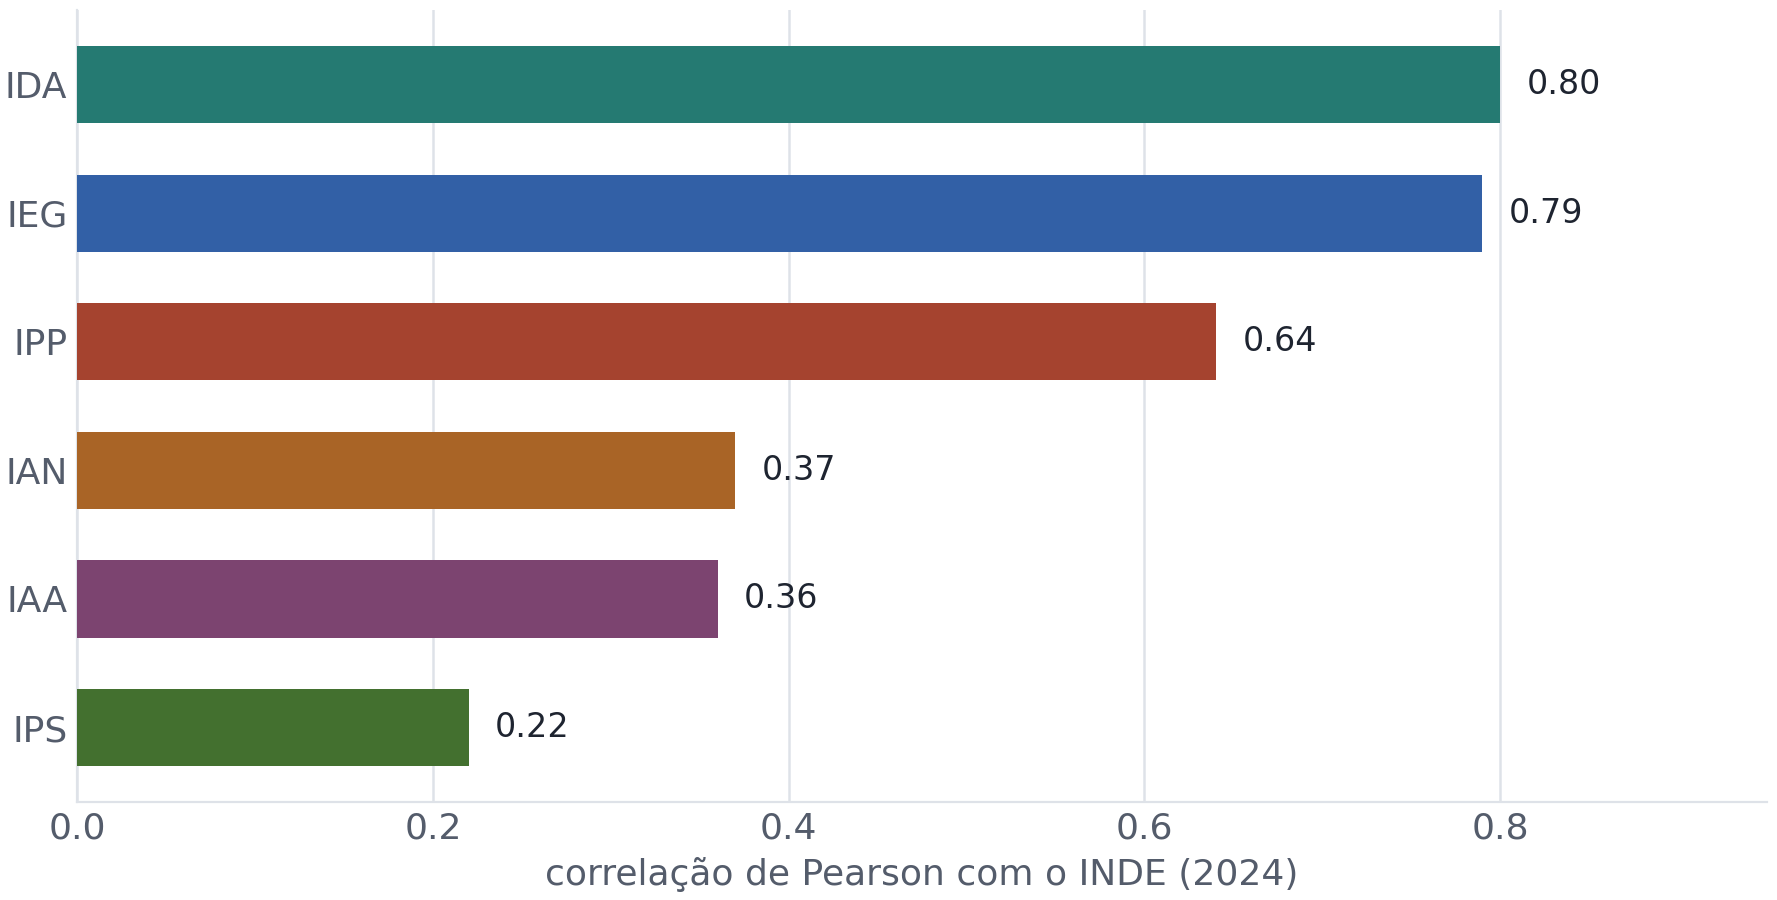 IDA 0.80
IEG 0.79
IPP 0.64
IAN 0.37
IAA 0.36
IPS 0.22
0.0 0.2 0.4 0.6 0.8
correlação de Pearson com o INDE (2024)